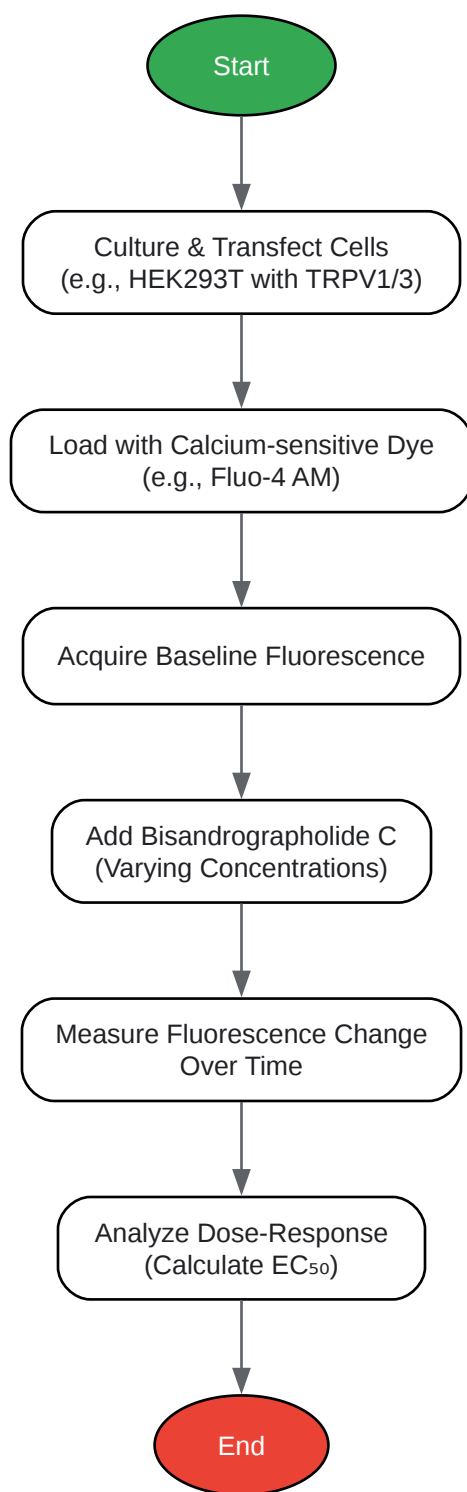 Start
Culture & Transfect Cells
(e.g., HEK293T with TRPV1/3)
Load with Calcium-sensitive Dye
(e.g., Fluo-4 AM)
Acquire Baseline Fluorescence
Add Bisandrographolide C
(Varying Concentrations)
Measure Fluorescence Change
Over Time
Analyze Dose-Response
(Calculate EC₅₀)
End